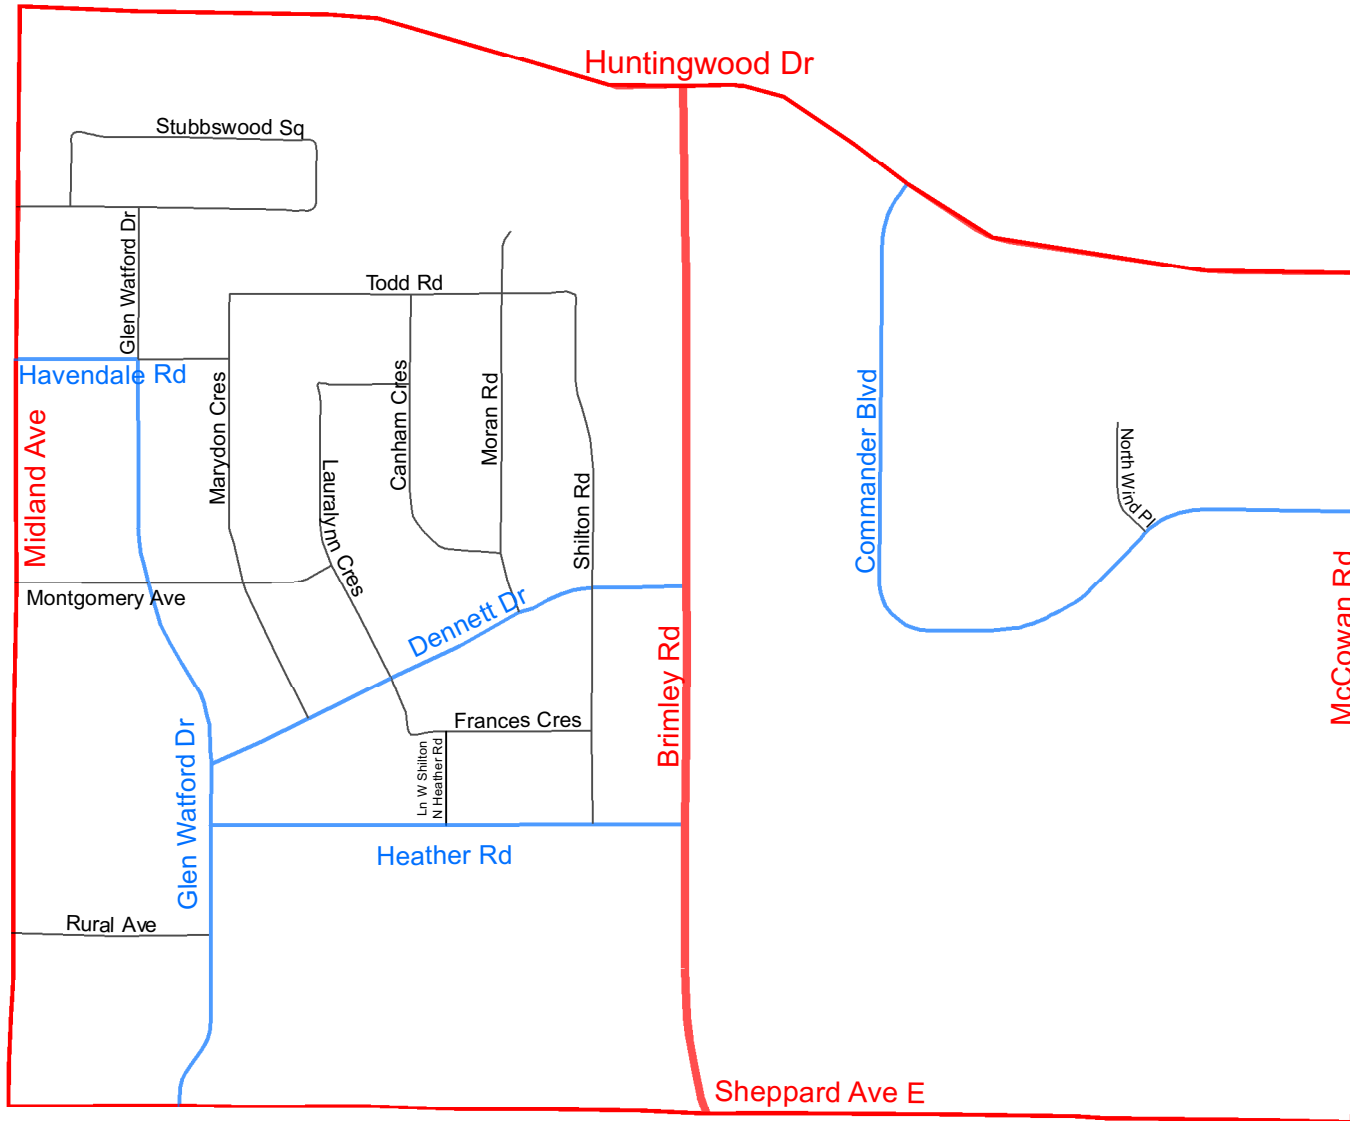 Huntingwood Dr
Stubbswood Sq
Glen Watford Dr
Todd Rd
Havendale Rd
Midland Ave
Marydon Cres
Lauralynn Cres
Canham Cres
Moran Rd
Shilton Rd
Commander Blvd
North Wind Pl
McCowan Rd
Montgomery Ave
Dennett Dr
Brimley Rd
Frances Cres
Ln W Shilton
N Heather Rd
Glen Watford Dr
Heather Rd
Rural Ave
Sheppard Ave E